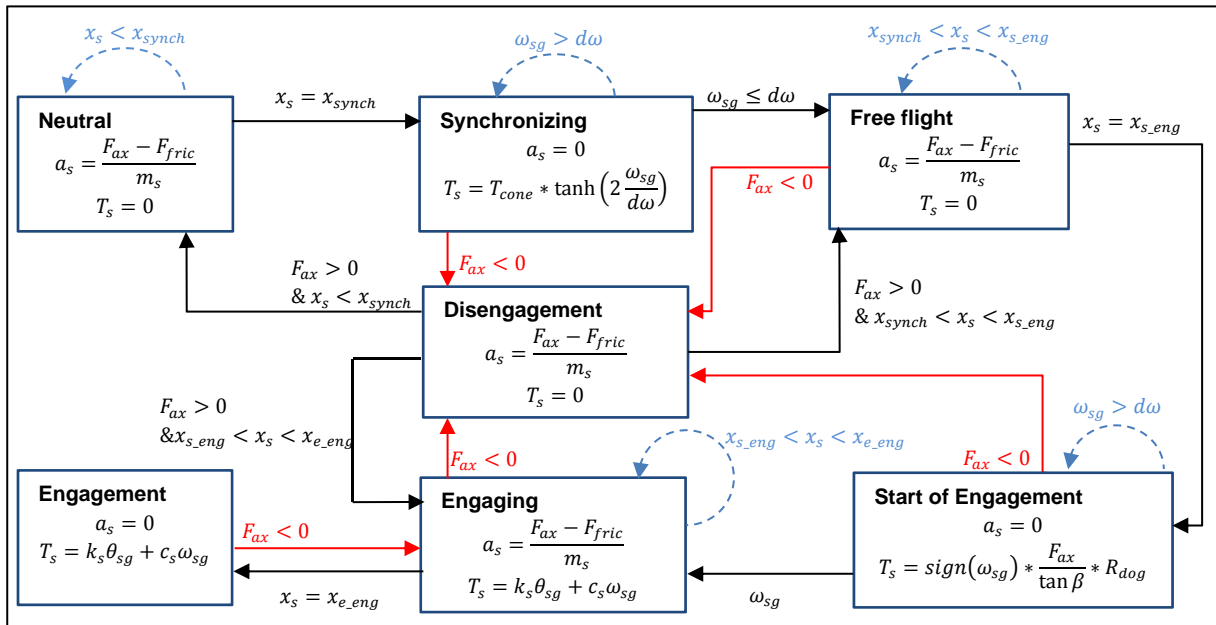 x_s < x_synch
ω_sg > dω
x_synch < x_s < x_s_eng
Neutral
a_s = (F_ax − F_fric)/m_s
T_s = 0
x_s = x_synch
Synchronizing
a_s = 0
T_s = T_cone * tanh(2 ω_sg/dω)
ω_sg ≤ dω
Free flight
a_s = (F_ax − F_fric)/m_s
T_s = 0
x_s = x_s_eng
F_ax < 0
F_ax < 0
F_ax > 0
& x_s < x_synch
Disengagement
a_s = (F_ax − F_fric)/m_s
T_s = 0
F_ax > 0
& x_synch < x_s < x_s_eng
F_ax > 0
&x_s_eng < x_s < x_e_eng
F_ax < 0
x_s_eng < x_s < x_e_eng
F_ax < 0
ω_sg > dω
Engagement
a_s = 0
T_s = k_s θ_sg + c_s ω_sg
F_ax < 0
x_s = x_e_eng
Engaging
a_s = (F_ax − F_fric)/m_s
T_s = k_s θ_sg + c_s ω_sg
ω_sg
Start of Engagement
a_s = 0
T_s = sign(ω_sg) * F_ax/tan β * R_dog